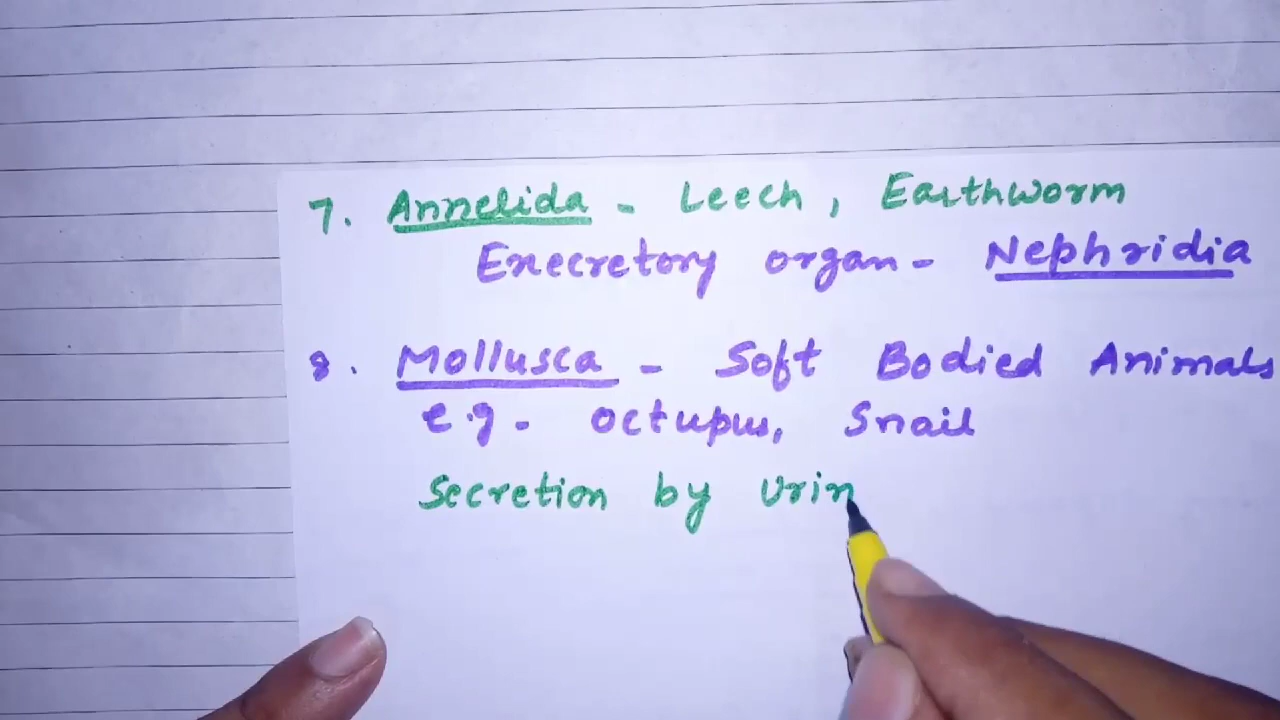 7. Annelida - Leech, Earthworm
Execretory organ - Nephridia
8. Mollusca - Soft Bodied Animals
e.g. Octupus, Snail
Secretion by Urin